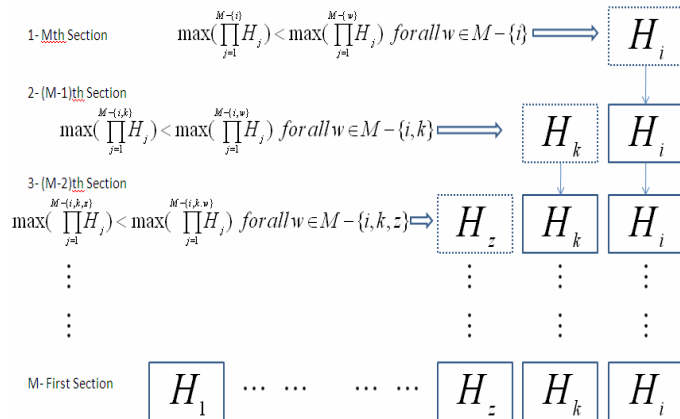 1- Mth Section max(∏_{j=1}^{M-{i}} H_j) < max(∏_{j=1}^{M-{w}} H_j) for all w ∈ M-{i} H_i
2- (M-1)th Section
max(∏_{j=1}^{M-{i,k}} H_j) < max(∏_{j=1}^{M-{i,w}} H_j) for all w ∈ M-{i,k} H_k H_i
3- (M-2)th Section
max(∏_{j=1}^{M-{i,k,z}} H_j) < max(∏_{j=1}^{M-{i,k.w}} H_j) for all w ∈ M-{i,k,z} H_z H_k H_i
⋮ ⋮ ⋮ ⋮
⋮ ⋮ ⋮ ⋮
M- First Section H_1 ⋯ ⋯ ⋯ ⋯ H_z H_k H_i